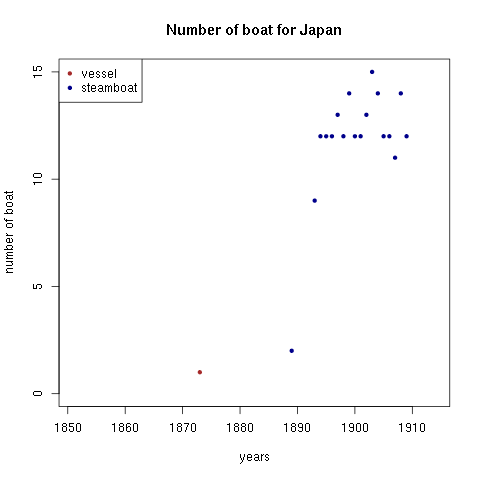 Number of boat for Japan
vessel
steamboat
15
10
5
0
number of boat
1850 1860 1870 1880 1890 1900 1910
years